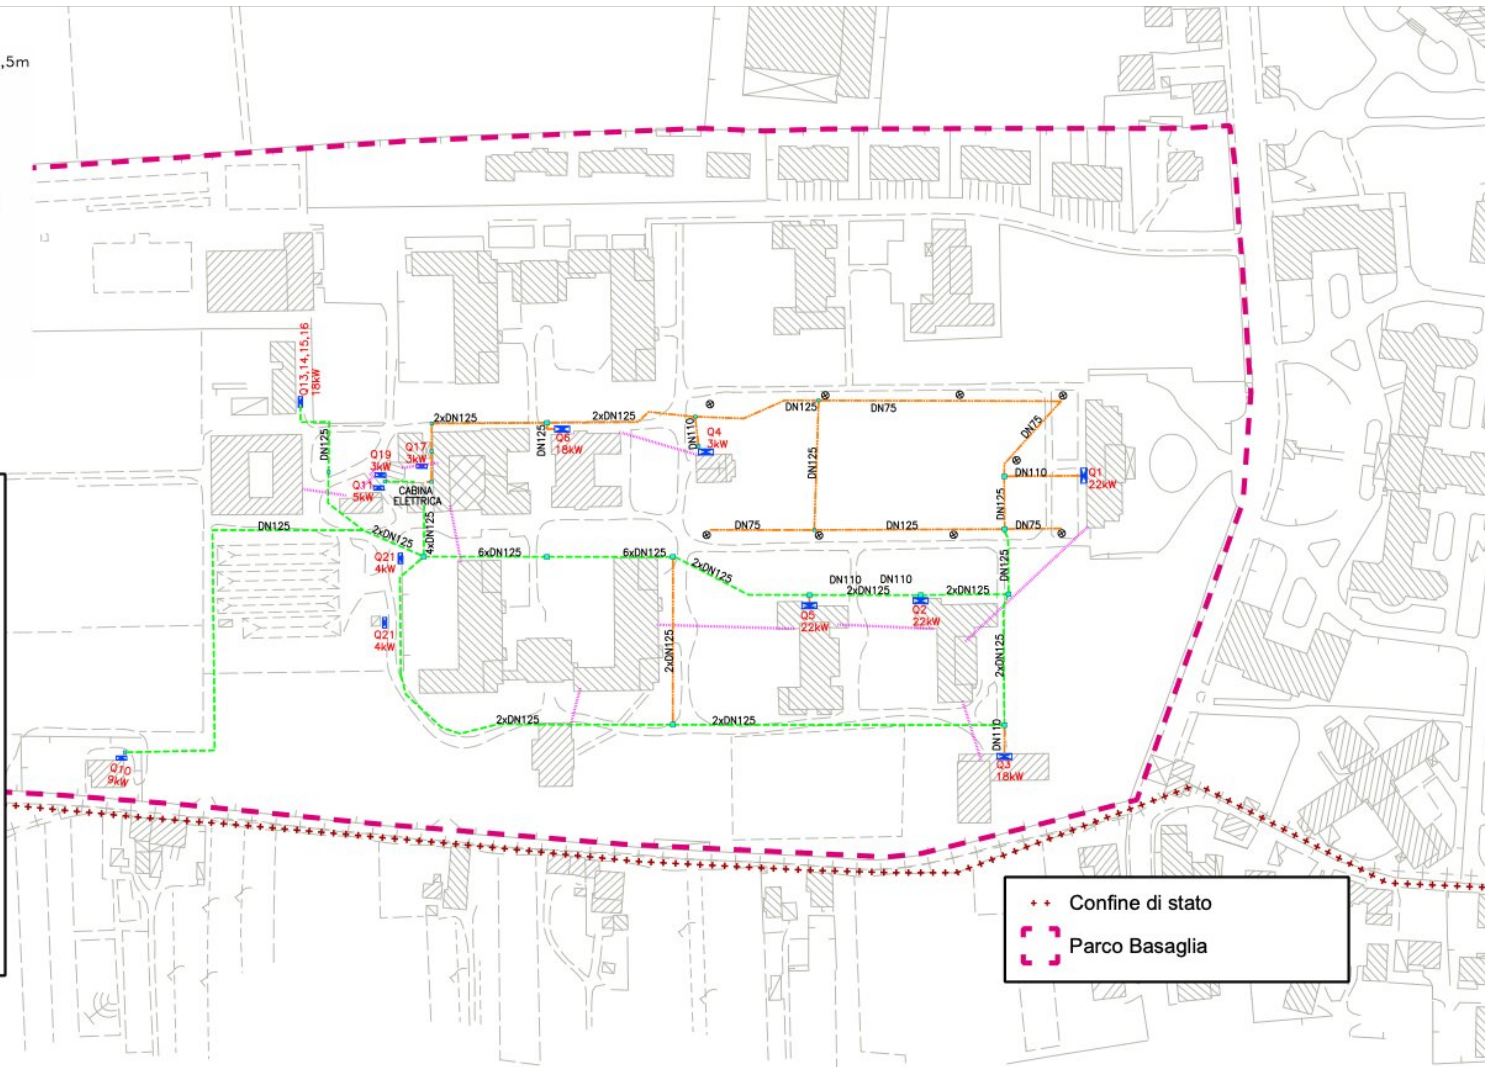 ,5m
Q13,14,15,16
18kW
2xDN125
2xDN125
DN125
DN75
DN110
DN125
DN125
Q6
18kW
Q4
3kW
DN75
Q17
3kW
Q19
3kW
Q11
5kW
CABINA
ELETTRICA
DN125
DN110
Q1
22kW
DN125
DN125
2xDN125
4xDN125
DN75
DN125
DN75
Q21
4kW
6xDN125
6xDN125
2xDN125
DN125
DN110
DN110
2xDN125
2xDN125
Q5
22kW
Q2
22kW
Q21
4kW
2xDN125
2xDN125
2xDN125
2xDN125
DN110
Q10
9kW
Q3
18kW
Confine di stato
Parco Basaglia